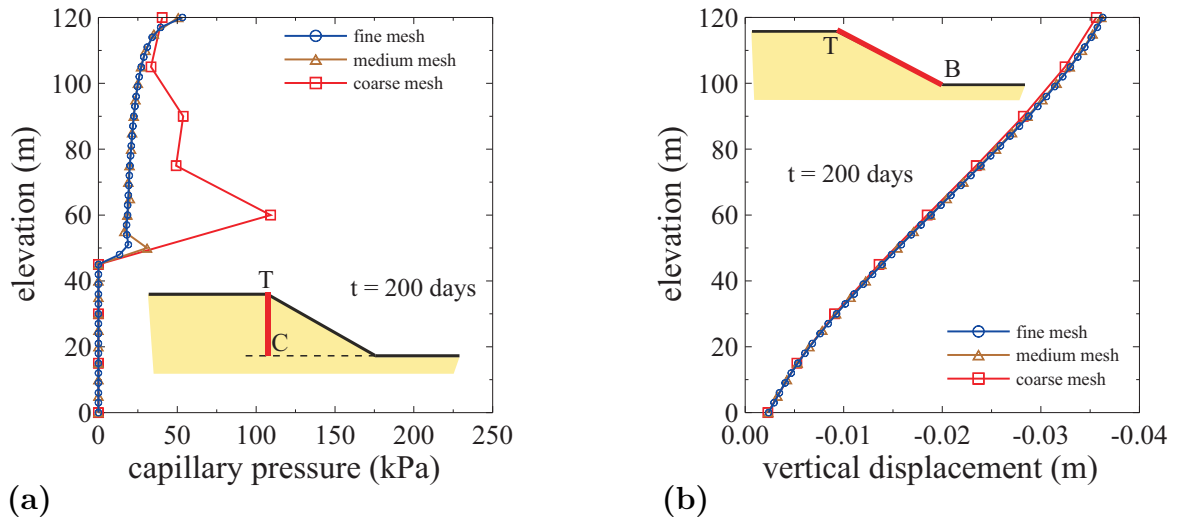 120
100
80
60
40
20
0
elevation (m)
fine mesh
medium mesh
coarse mesh
T
C
t = 200 days
0 50 100 150 200 250
capillary pressure (kPa)
(a)
120
100
80
60
40
20
0
elevation (m)
T
B
t = 200 days
fine mesh
medium mesh
coarse mesh
0.00 -0.01 -0.02 -0.03 -0.04
vertical displacement (m)
(b)